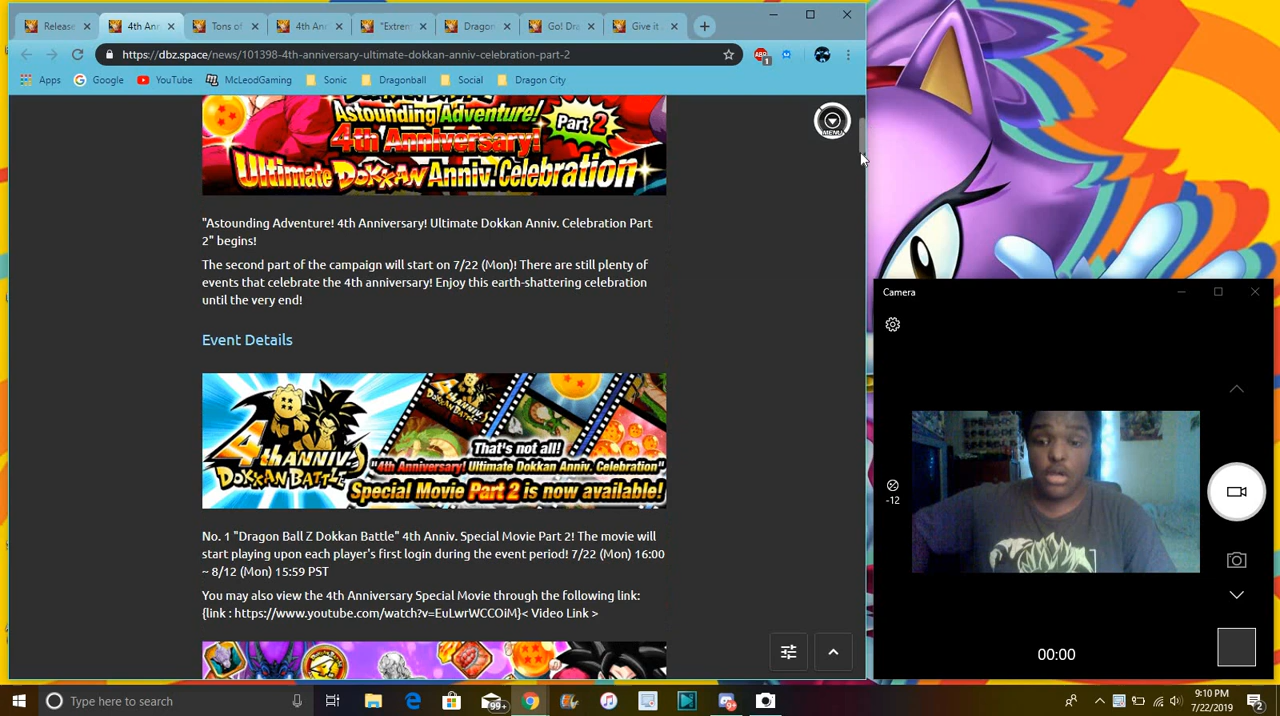 Release
4th Ann
Tons of
4th Ann
"Extrem
Dragon
Go! Dra
Give it
https://dbz.space/news/101398-4th-anniversary-ultimate-dokkan-anniv-celebration-part-2
ABP
1
Apps
Google
YouTube
McLeodGaming
Sonic
Dragonball
Social
Dragon City
MENU
Astounding Adventure!
Part 2
4th Anniversary!
Ultimate DOKKAN Anniv. Celebration
"Astounding Adventure! 4th Anniversary! Ultimate Dokkan Anniv. Celebration Part
2" begins!
The second part of the campaign will start on 7/22 (Mon)! There are still plenty of
events that celebrate the 4th anniversary! Enjoy this earth-shattering celebration
until the very end!
Event Details
4th ANNIV.
DOKKAN BATTLE
That's not all!
"4th Anniversary! Ultimate Dokkan Anniv. Celebration"
Special Movie Part 2 is now available!
No. 1 "Dragon Ball Z Dokkan Battle" 4th Anniv. Special Movie Part 2! The movie will
start playing upon each player's first login during the event period! 7/22 (Mon) 16:00
~ 8/12 (Mon) 15:59 PST
You may also view the 4th Anniversary Special Movie through the following link:
{link : https://www.youtube.com/watch?v=EuLwrWCCOiM}< Video Link >
Camera
-12
00:00
Type here to search
99+
9+
9:10 PM
7/22/2019
2